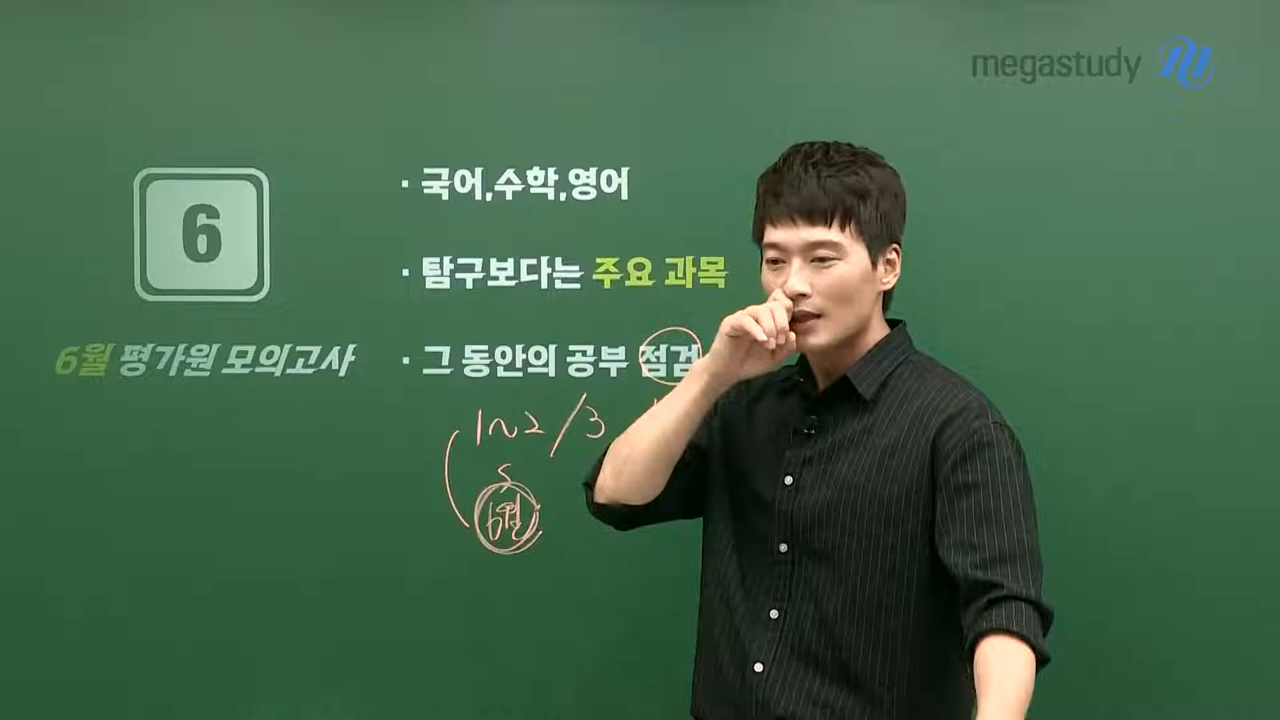 megastudy
6
6월 평가원 모의고사
· 국어,수학,영어
· 탐구보다는 주요 과목
· 그 동안의 공부 점검
1~2/3
6월